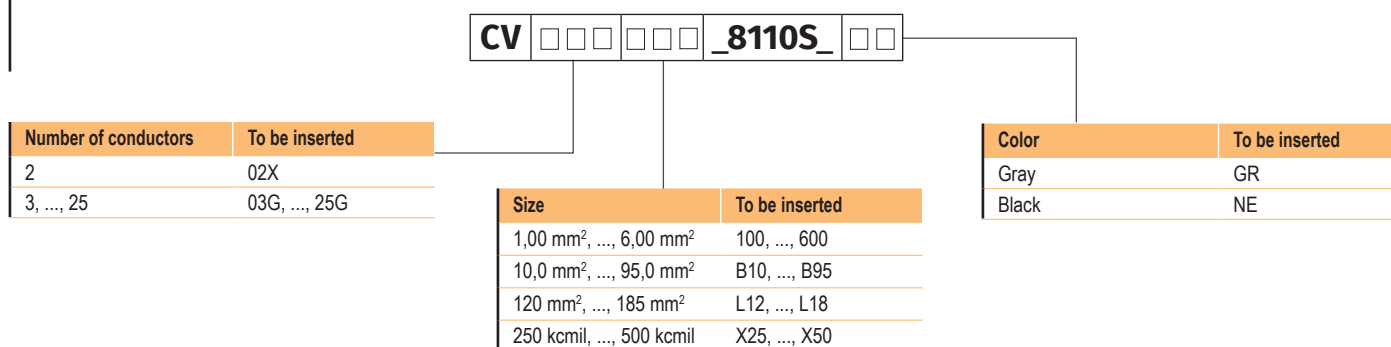 CV □□□ □□□ _8110S_ □□
Number of conductors To be inserted
2 02X
3, ..., 25 03G, ..., 25G
Size To be inserted
1,00 mm², ..., 6,00 mm² 100, ..., 600
10,0 mm², ..., 95,0 mm² B10, ..., B95
120 mm², ..., 185 mm² L12, ..., L18
250 kcmil, ..., 500 kcmil X25, ..., X50
Color To be inserted
Gray GR
Black NE